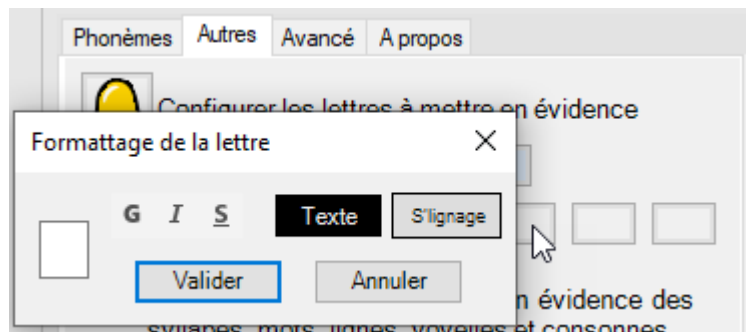 Phonèmes Autres Avancé A propos
Configurer les lettres à mettre en évidence
Formattage de la lettre
G I S Texte S'lignage
Valider Annuler
n évidence des
syllabes, mots, lignes, voyelles et consonnes